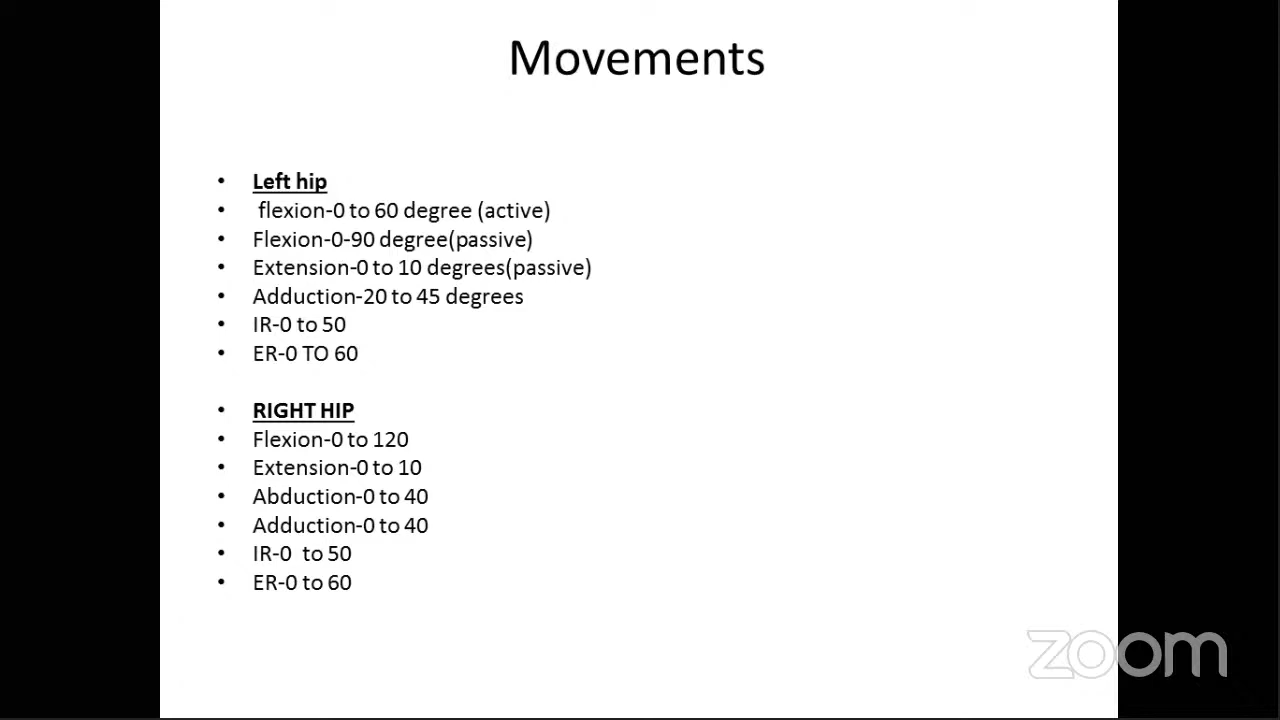 Movements
• Left hip
• flexion-0 to 60 degree (active)
• Flexion-0-90 degree(passive)
• Extension-0 to 10 degrees(passive)
• Adduction-20 to 45 degrees
• IR-0 to 50
• ER-0 TO 60
• RIGHT HIP
• Flexion-0 to 120
• Extension-0 to 10
• Abduction-0 to 40
• Adduction-0 to 40
• IR-0 to 50
• ER-0 to 60
zoom